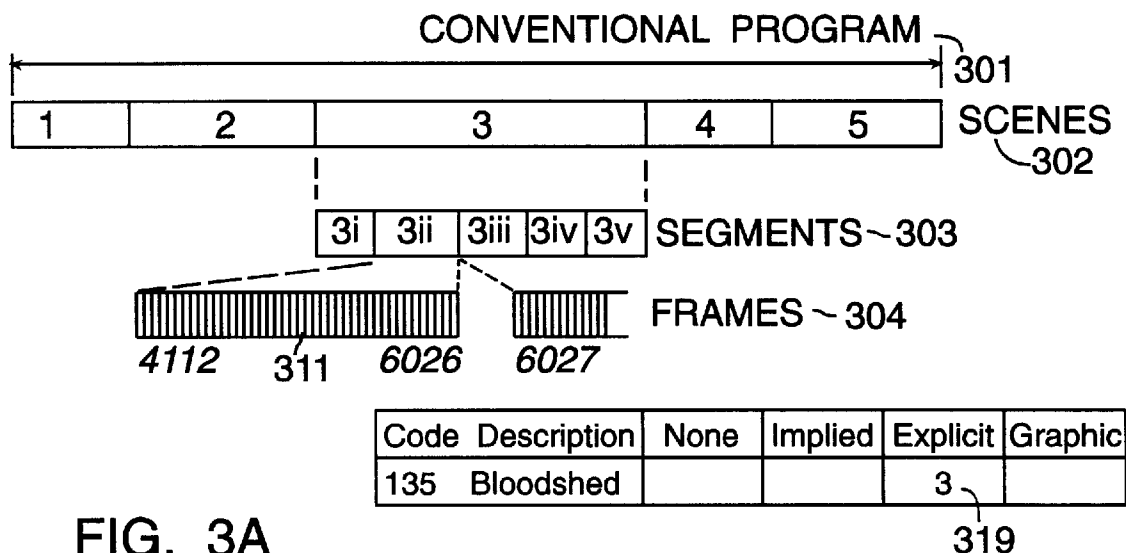 CONVENTIONAL PROGRAM 301
1 2 3 4 5 SCENES 302
3i 3ii 3iii 3iv 3v SEGMENTS ~ 303
FRAMES ~ 304
4112 311 6026 6027
Code Description None Implied Explicit Graphic
135 Bloodshed 3
319
FIG. 3A